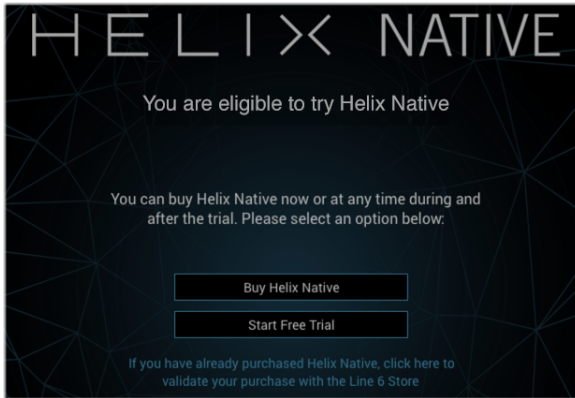 HELIX NATIVE
You are eligible to try Helix Native
You can buy Helix Native now or at any time during and
after the trial. Please select an option below:
Buy Helix Native
Start Free Trial
If you have already purchased Helix Native, click here to
validate your purchase with the Line 6 Store